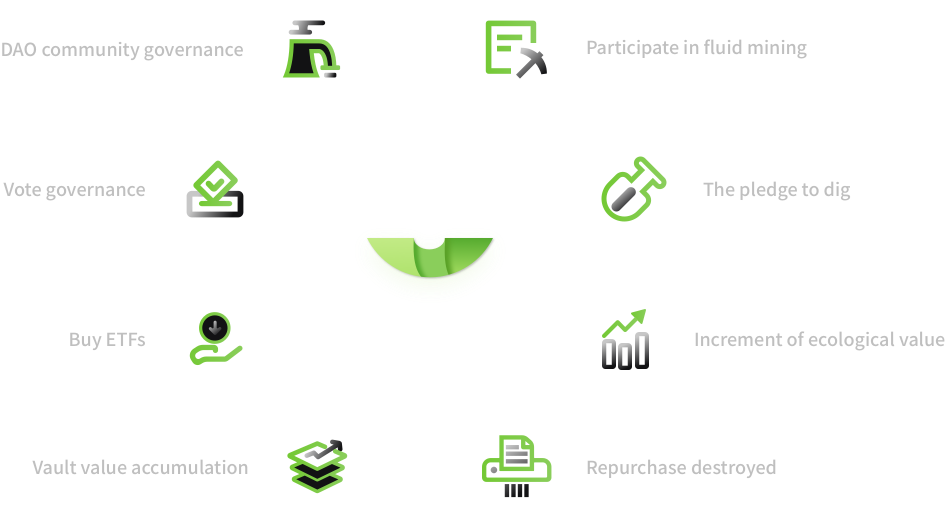 DAO community governance
Participate in fluid mining
Vote governance
The pledge to dig
Buy ETFs
Increment of ecological value
Vault value accumulation
Repurchase destroyed